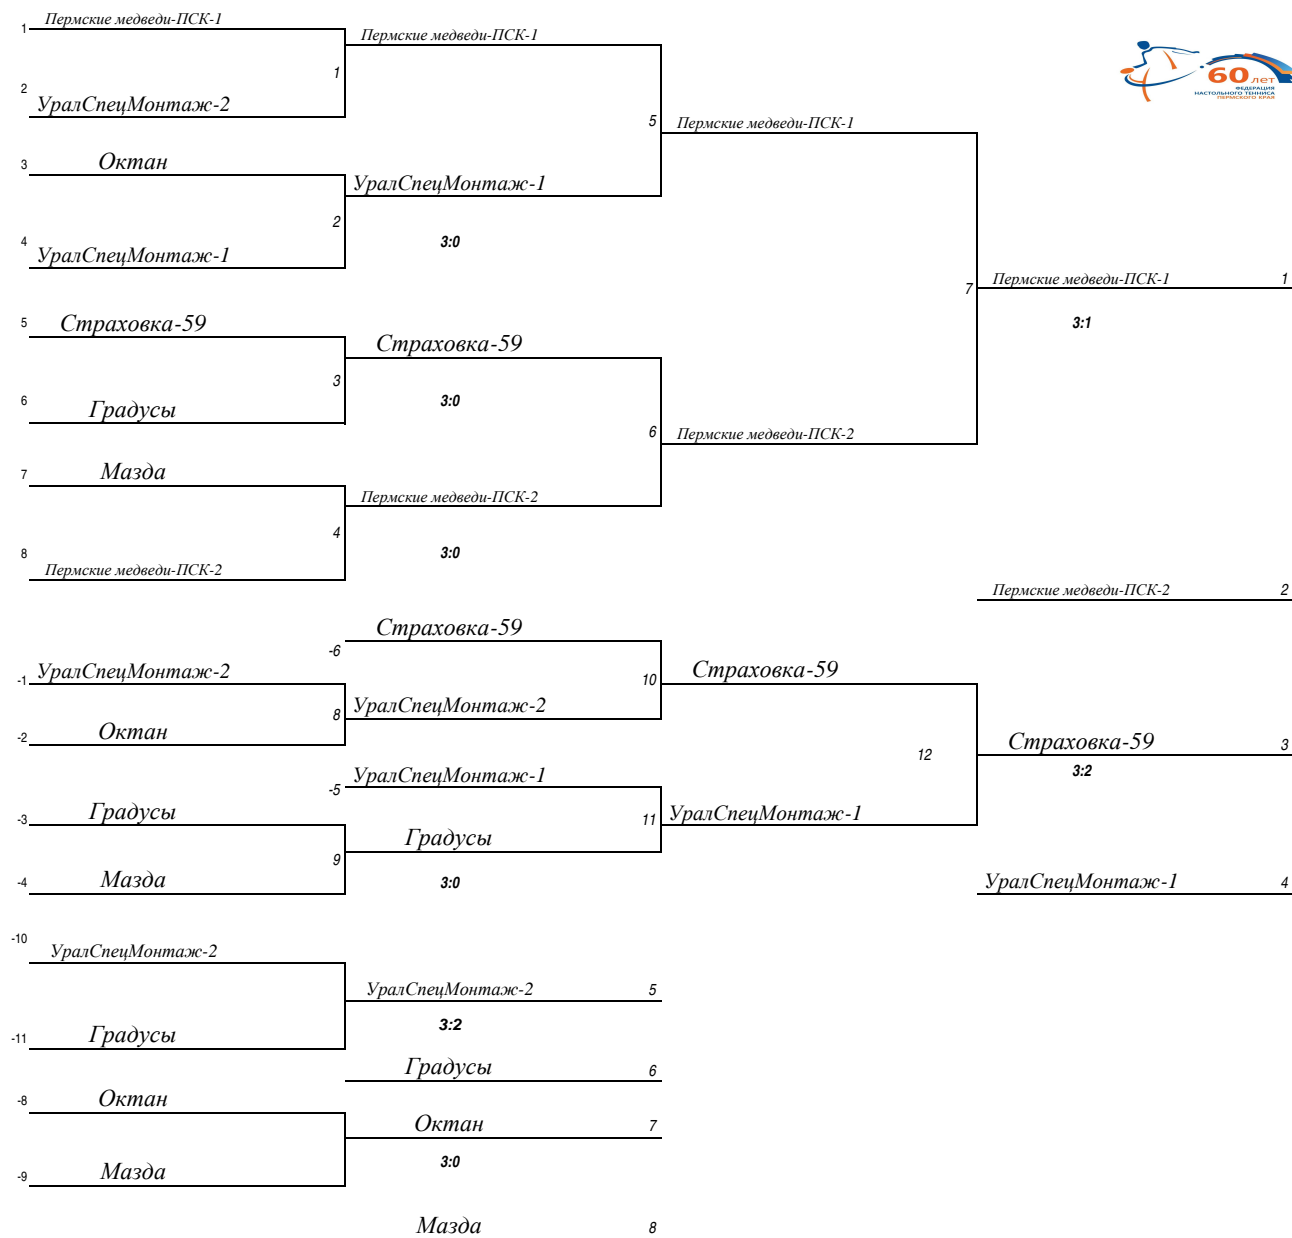 Пермские медведи-ПСК-1
1
Пермские медведи-ПСК-1
1
2
УралСпецМонтаж-2
5
Пермские медведи-ПСК-1
60 лет
ФЕДЕРАЦИЯ
НАСТОЛЬНОГО ТЕННИСА
ПЕРМСКОГО КРАЯ
3
Октан
УралСпецМонтаж-1
2
3:0
4
УралСпецМонтаж-1
7
Пермские медведи-ПСК-1
1
3:1
5
Страховка-59
Страховка-59
3
3:0
6
Градусы
6
Пермские медведи-ПСК-2
7
Мазда
Пермские медведи-ПСК-2
4
3:0
8
Пермские медведи-ПСК-2
Пермские медведи-ПСК-2
2
Страховка-59
-6
-1
УралСпецМонтаж-2
10
Страховка-59
8
УралСпецМонтаж-2
-2
Октан
12
Страховка-59
3
3:2
УралСпецМонтаж-1
-5
-3
Градусы
11
УралСпецМонтаж-1
Градусы
9
3:0
-4
Мазда
УралСпецМонтаж-1
4
-10
УралСпецМонтаж-2
УралСпецМонтаж-2
5
3:2
-11
Градусы
Градусы
6
-8
Октан
Октан
7
3:0
-9
Мазда
Мазда
8